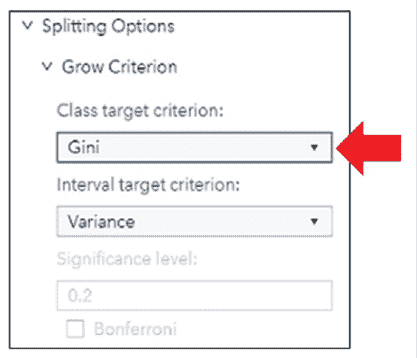 Splitting Options
Grow Criterion
Class target criterion:
Gini
Interval target criterion:
Variance
Significance level:
0.2
Bonferroni